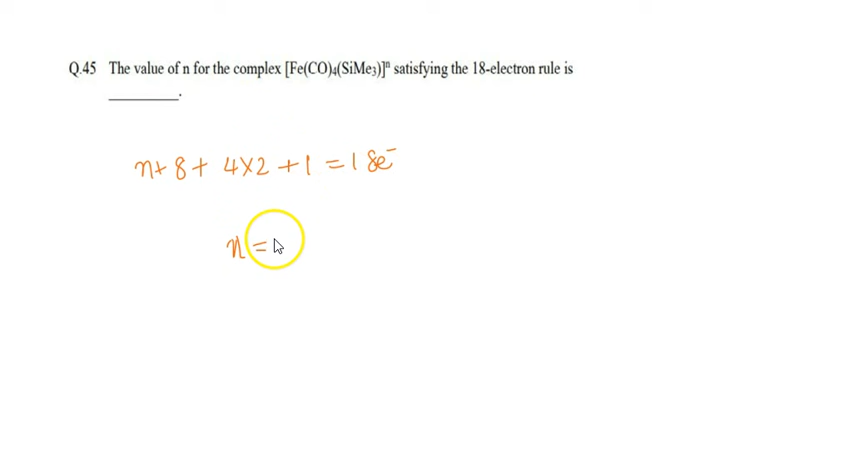 Q.45 The value of n for the complex [Fe(CO)₄(SiMe₃)]ⁿ satisfying the 18-electron rule is
_________.
n+ 8 + 4×2 + 1 = 18e⁻
n =